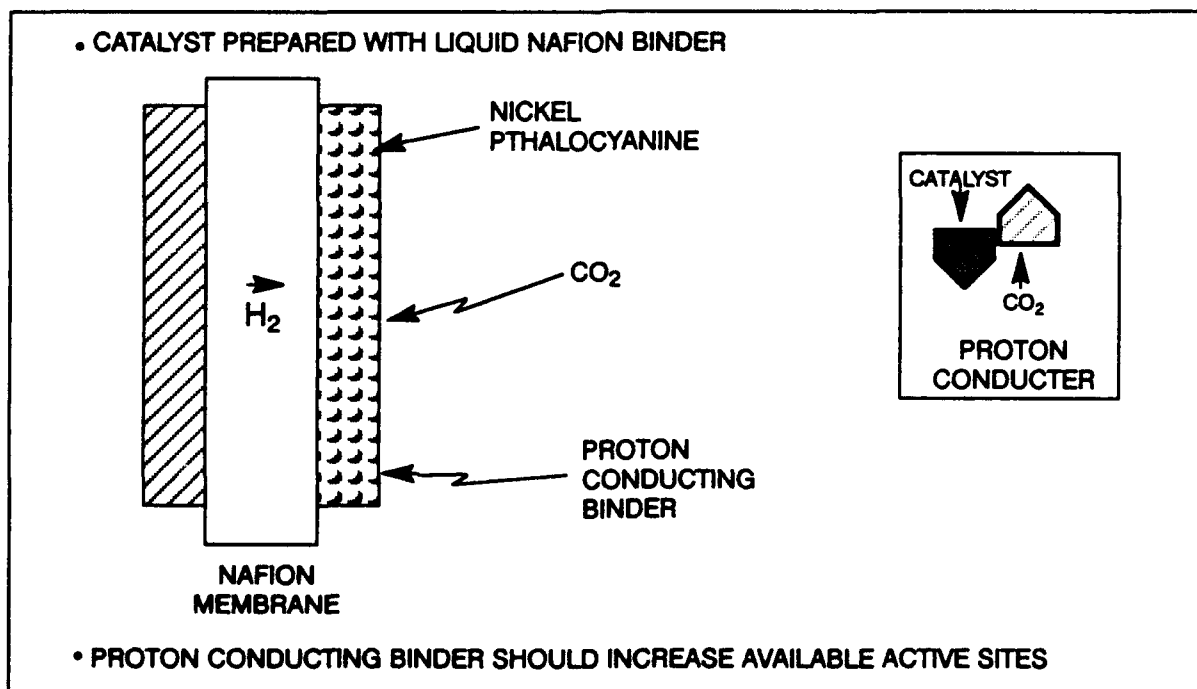 • CATALYST PREPARED WITH LIQUID NAFION BINDER
NICKEL
PTHALOCYANINE
CATALYST
CO₂
PROTON
CONDUCTER
H₂
CO₂
PROTON
CONDUCTING
BINDER
NAFION
MEMBRANE
• PROTON CONDUCTING BINDER SHOULD INCREASE AVAILABLE ACTIVE SITES